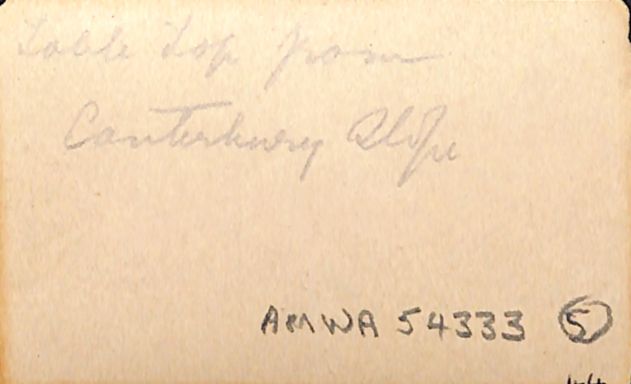 Table Top from
Canterbury Slope
AMWA 54333 5